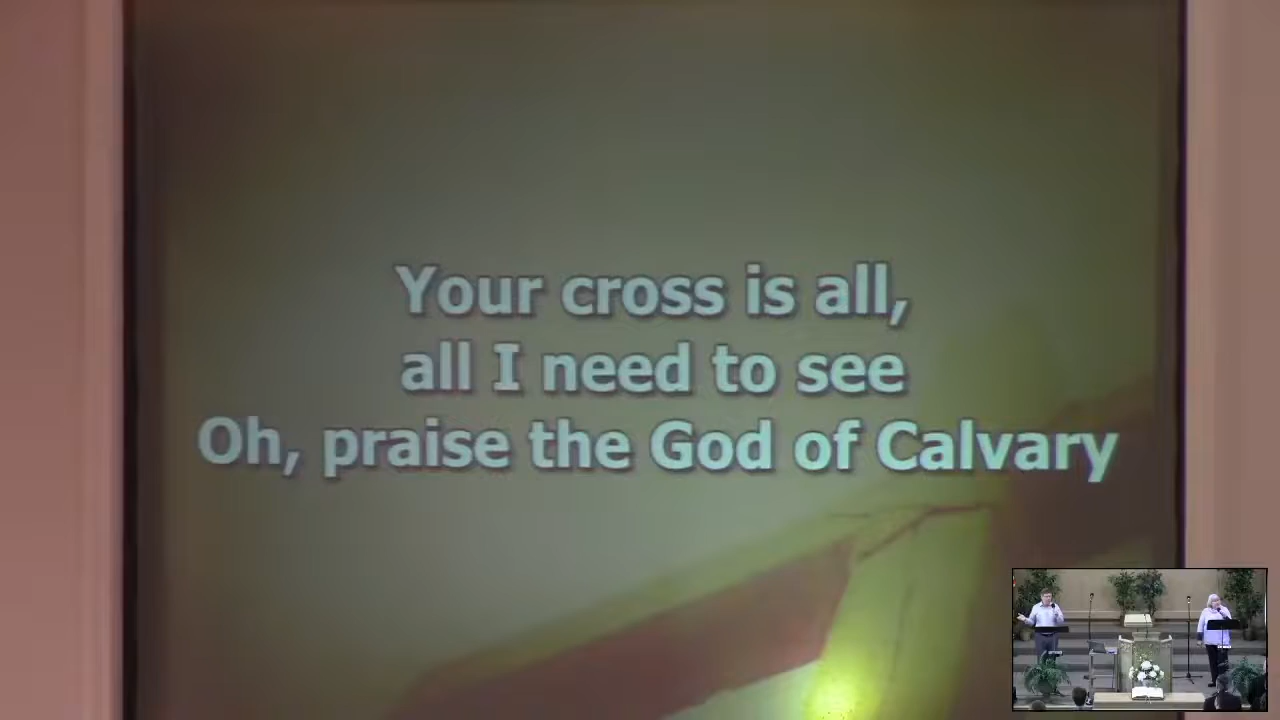 Your cross is all,
all I need to see
Oh, praise the God of Calvary